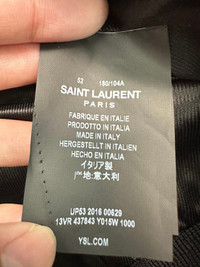 52 180/104A
SAINT LAURENT
PARIS
FABRIQUE EN ITALIE
PRODOTTO IN ITALIA
MADE IN ITALY
HERGESTELLT IN ITALIEN
HECHO EN ITALIA
イタリア製
产地:意大利
UP53 2016 00629
13VR 437843 Y015W 1000
YSL.COM